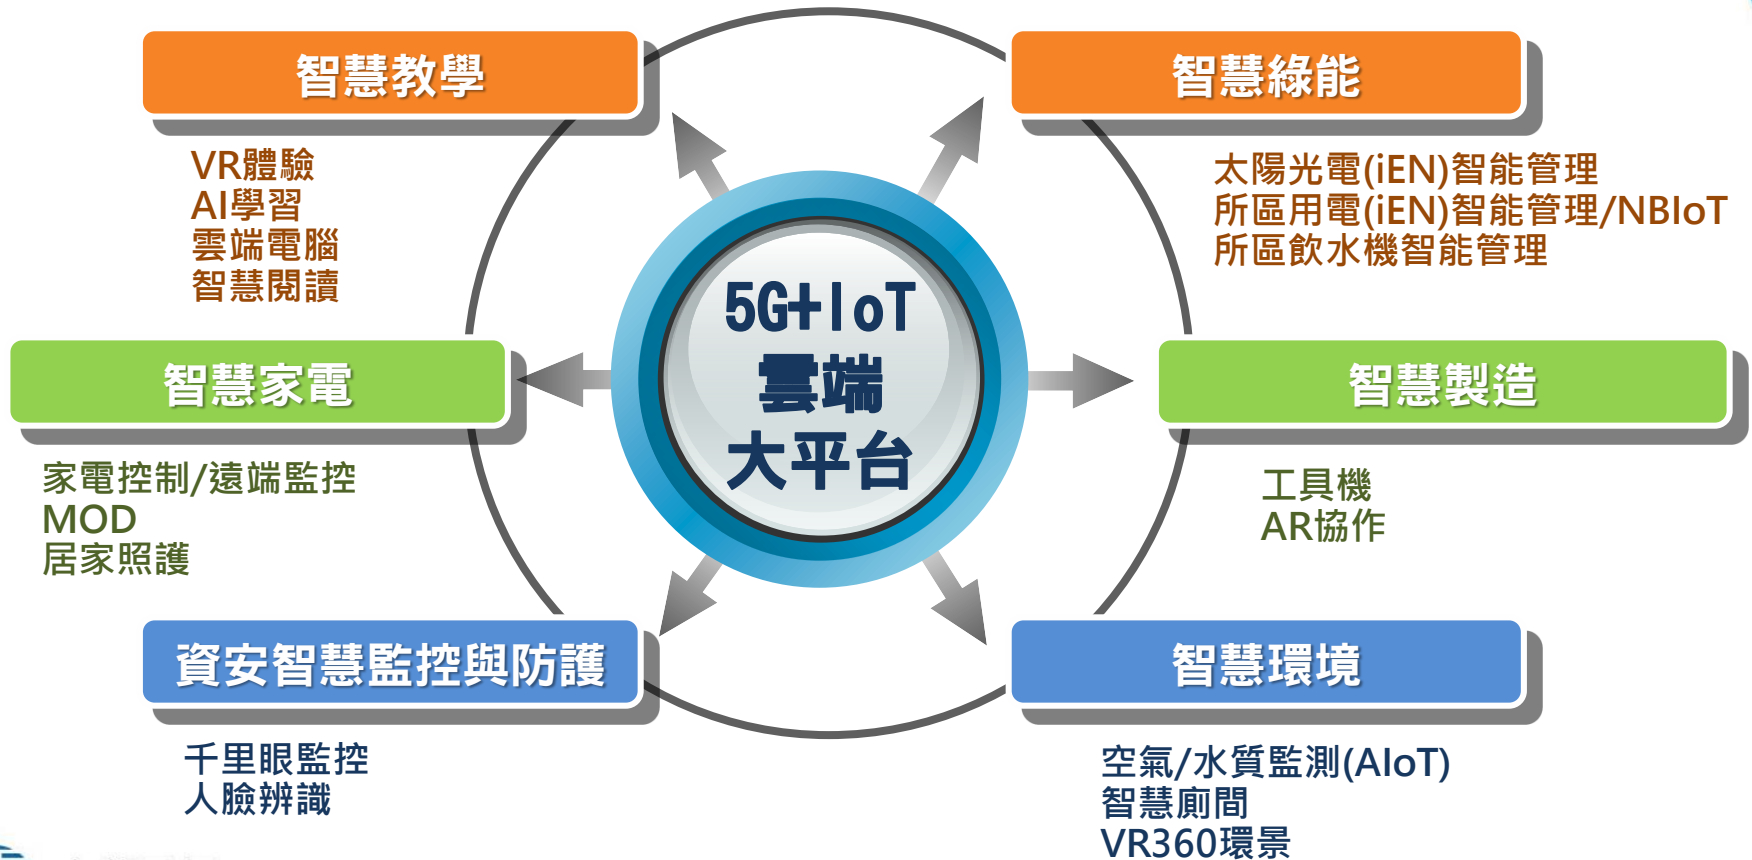 智慧教學
VR體驗
AI學習
雲端電腦
智慧閱讀
智慧綠能
太陽光電(iEN)智能管理
所區用電(iEN)智能管理/NBIoT
所區飲水機智能管理
5G+IoT
雲端
大平台
智慧家電
家電控制/遠端監控
MOD
居家照護
智慧製造
工具機
AR協作
資安智慧監控與防護
千里眼監控
人臉辨識
智慧環境
空氣/水質監測(AIoT)
智慧廁間
VR360環景